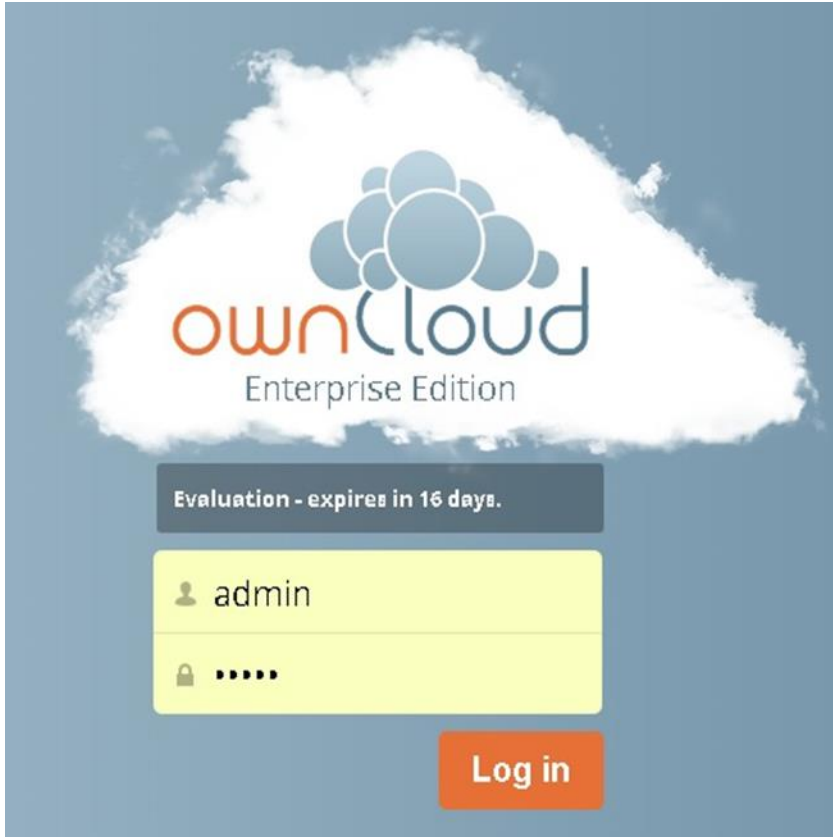 ownCloud
Enterprise Edition
Evaluation - expires in 16 days.
admin
•••••
Log in